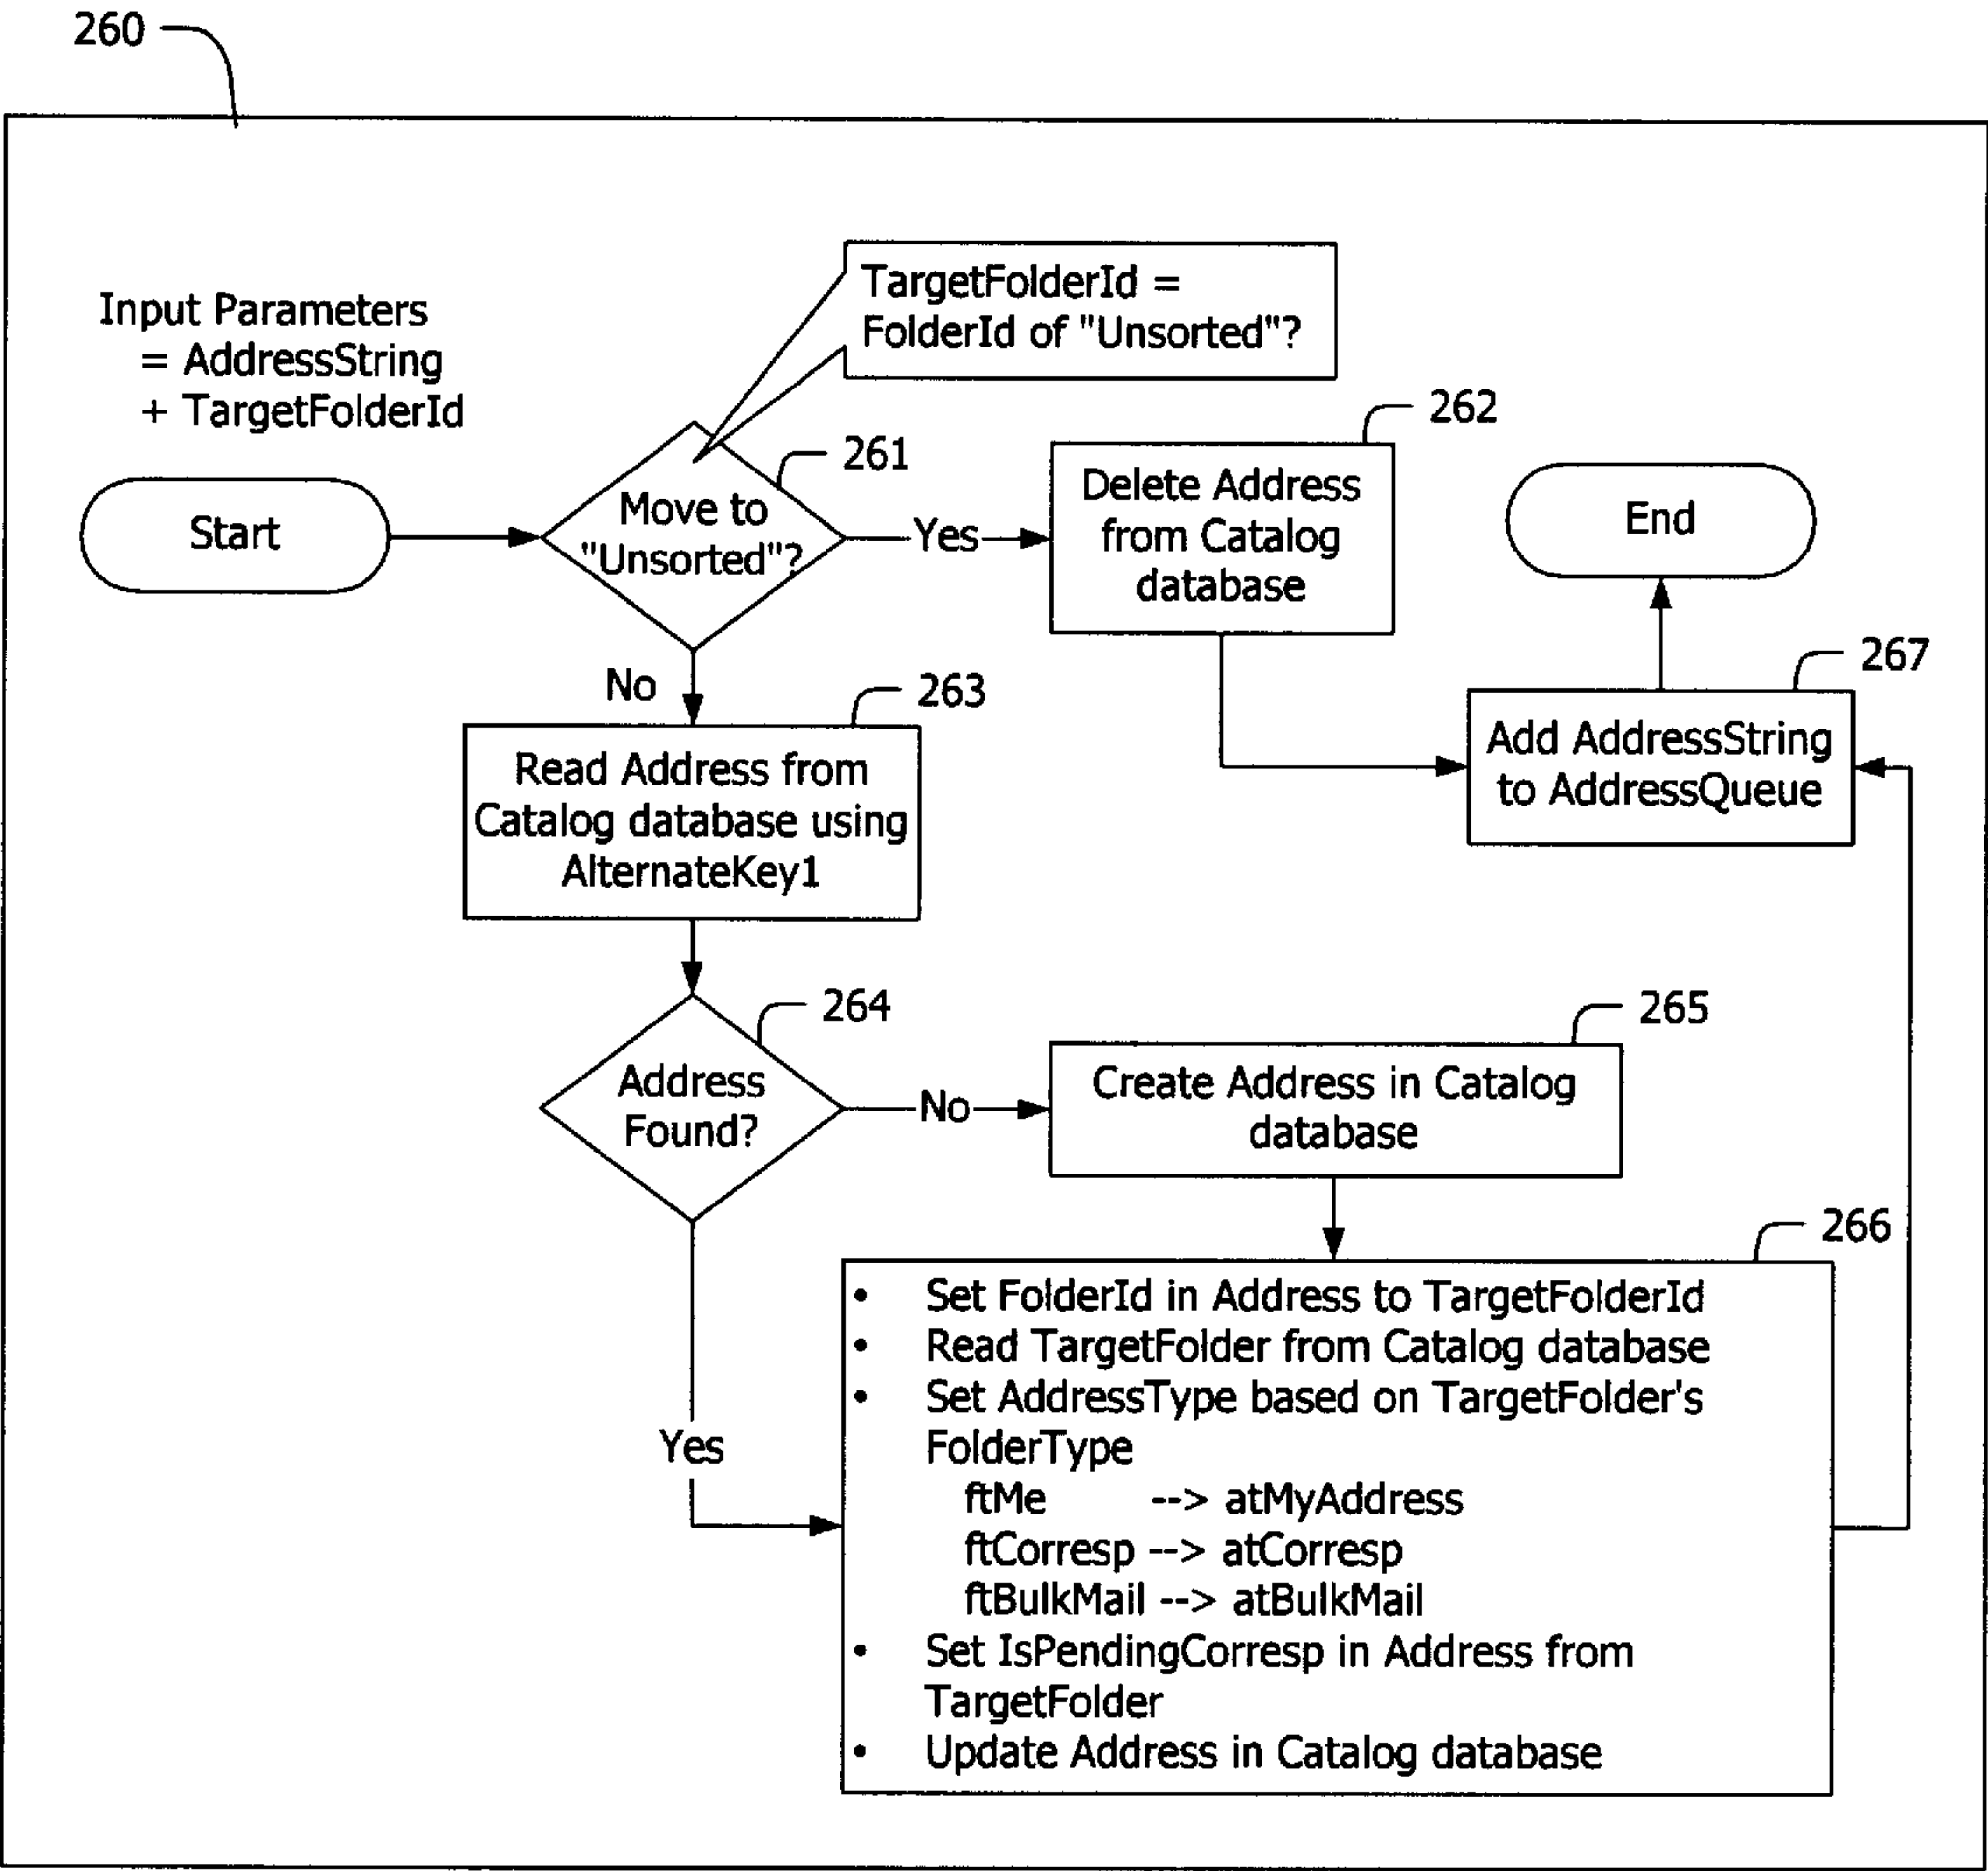 260
TargetFolderId =
FolderId of "Unsorted"?
Input Parameters
= AddressString
+ TargetFolderId
261
262
Start
Move to
"Unsorted"?
Yes
Delete Address
from Catalog
database
End
No
263
267
Read Address from
Catalog database using
AlternateKey1
Add AddressString
to AddressQueue
264
265
Address
Found?
No
Create Address in Catalog
database
Yes
266
• Set FolderId in Address to TargetFolderId
• Read TargetFolder from Catalog database
• Set AddressType based on TargetFolder's
FolderType
ftMe --> atMyAddress
ftCorresp --> atCorresp
ftBulkMail --> atBulkMail
• Set IsPendingCorresp in Address from
TargetFolder
• Update Address in Catalog database